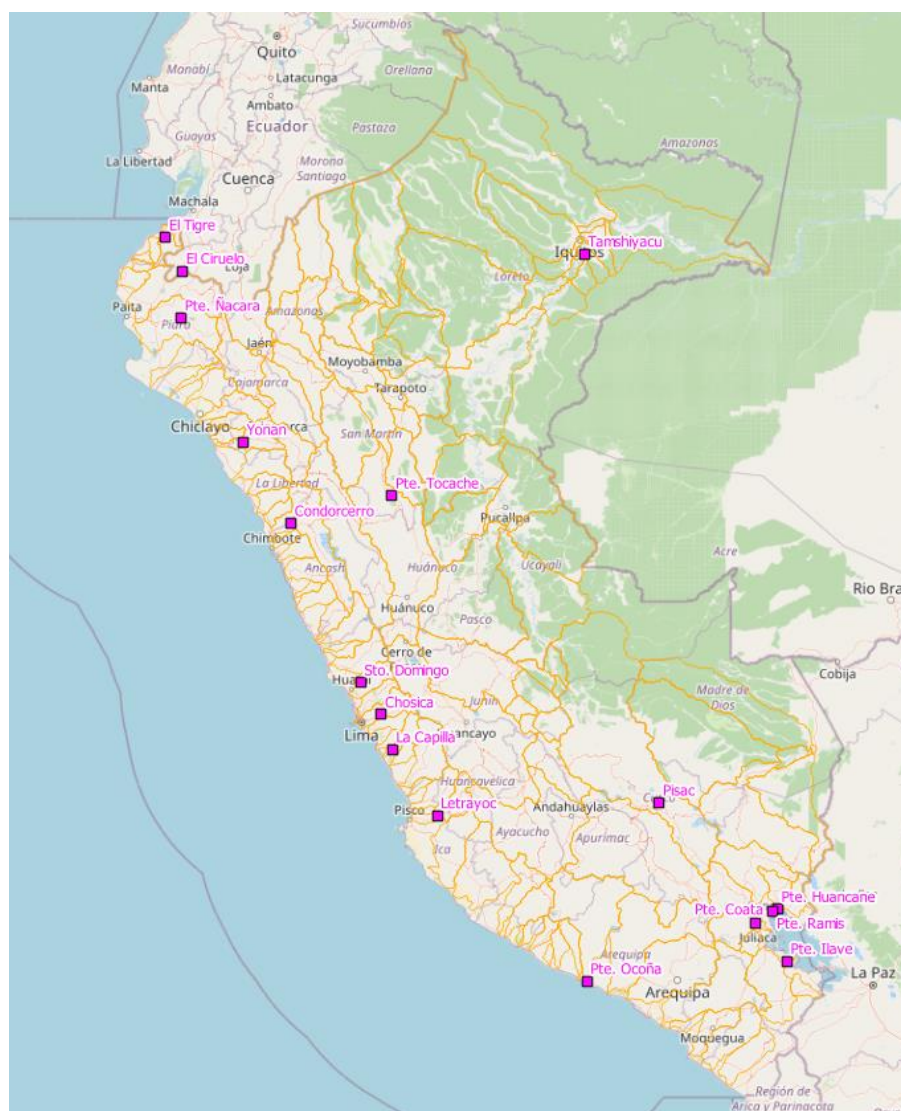 Sucumbíos
Quito
Manabí
Orellana
Latacunga
Manta
Ambato
Ecuador
Pastaza
Amazonas
Guayas
La Libertad
Morona
Santiago
Cuenca
Machala
El Tigre
Tamshiyacu
Iquitos
El Ciruelo
Loja
Loreto
Pte. Ñacara
Paita
Piura
Amazonas
Jaén
Moyobamba
Cajamarca
Tarapoto
Chiclayo
Yonan
San Martín
La Libertad
Pte. Tocache
Pucallpa
Condorcerro
Chimbote
Acre
Ancash
Huánuco
Ucayali
Rio Bra
Huánuco
Pasco
Cerro de
Cobija
Sto. Domingo
Madre de
Dios
Junín
Chosica
Lima
La Capilla
Huancavelica
Pisac
Letrayoc
Pisco
Andahuaylas
Ayacucho
Apurímac
Ica
Pte. Huancañe
Pte. Coata
Pte. Ramis
Juliaca
Arequipa
Pte. Ilave
Pte. Ocoña
La Paz
Arequipa
Moquegua
Región de
Arica y Parinacota